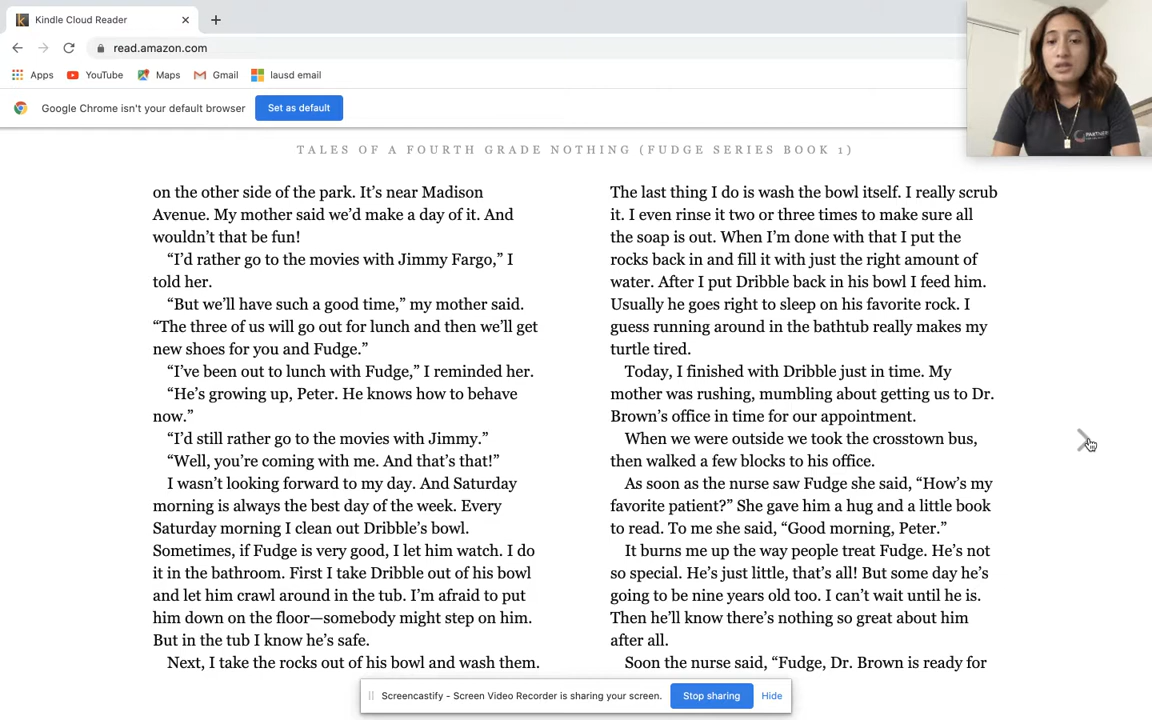 Kindle Cloud Reader
read.amazon.com
Apps
YouTube
Maps
Gmail
lausd email
Google Chrome isn't your default browser
Set as default
TALES OF A FOURTH GRADE NOTHING (FUDGE SERIES BOOK 1)
on the other side of the park. It’s near Madison
Avenue. My mother said we’d make a day of it. And
wouldn’t that be fun!
“I’d rather go to the movies with Jimmy Fargo,” I
told her.
“But we’ll have such a good time,” my mother said.
“The three of us will go out for lunch and then we’ll get
new shoes for you and Fudge.”
“I’ve been out to lunch with Fudge,” I reminded her.
“He’s growing up, Peter. He knows how to behave
now.”
“I’d still rather go to the movies with Jimmy.”
“Well, you’re coming with me. And that’s that!”
I wasn’t looking forward to my day. And Saturday
morning is always the best day of the week. Every
Saturday morning I clean out Dribble’s bowl.
Sometimes, if Fudge is very good, I let him watch. I do
it in the bathroom. First I take Dribble out of his bowl
and let him crawl around in the tub. I’m afraid to put
him down on the floor—somebody might step on him.
But in the tub I know he’s safe.
Next, I take the rocks out of his bowl and wash them.
The last thing I do is wash the bowl itself. I really scrub
it. I even rinse it two or three times to make sure all
the soap is out. When I’m done with that I put the
rocks back in and fill it with just the right amount of
water. After I put Dribble back in his bowl I feed him.
Usually he goes right to sleep on his favorite rock. I
guess running around in the bathtub really makes my
turtle tired.
Today, I finished with Dribble just in time. My
mother was rushing, mumbling about getting us to Dr.
Brown’s office in time for our appointment.
When we were outside we took the crosstown bus,
then walked a few blocks to his office.
As soon as the nurse saw Fudge she said, “How’s my
favorite patient?” She gave him a hug and a little book
to read. To me she said, “Good morning, Peter.”
It burns me up the way people treat Fudge. He’s not
so special. He’s just little, that’s all! But some day he’s
going to be nine years old too. I can’t wait until he is.
Then he’ll know there’s nothing so great about him
after all.
Soon the nurse said, “Fudge, Dr. Brown is ready for
Screencastify - Screen Video Recorder is sharing your screen.
Stop sharing
Hide